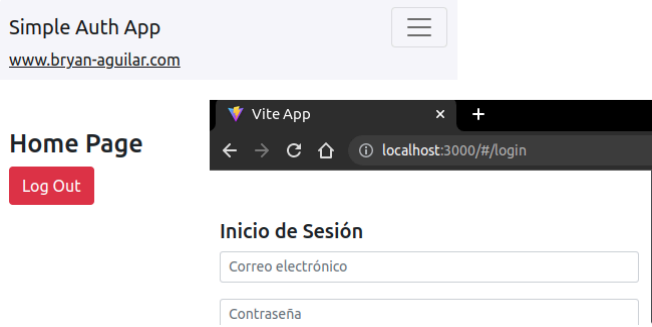 Simple Auth App
www.bryan-aguilar.com
Home Page
Log Out
Vite App
localhost:3000/#/login
Inicio de Sesión
Correo electrónico
Contraseña